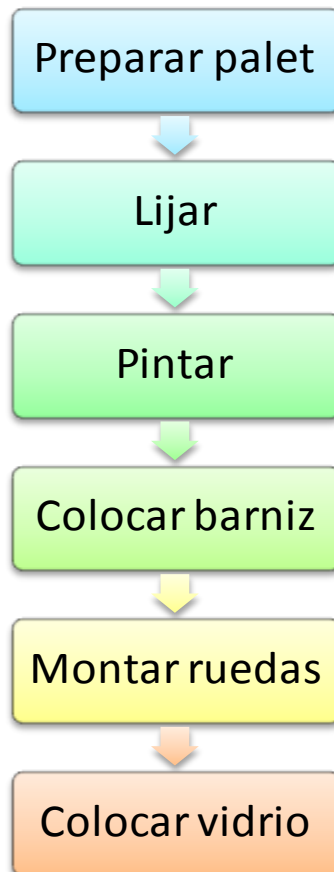 Preparar palet
Lijar
Pintar
Colocar barniz
Montar ruedas
Colocar vidrio